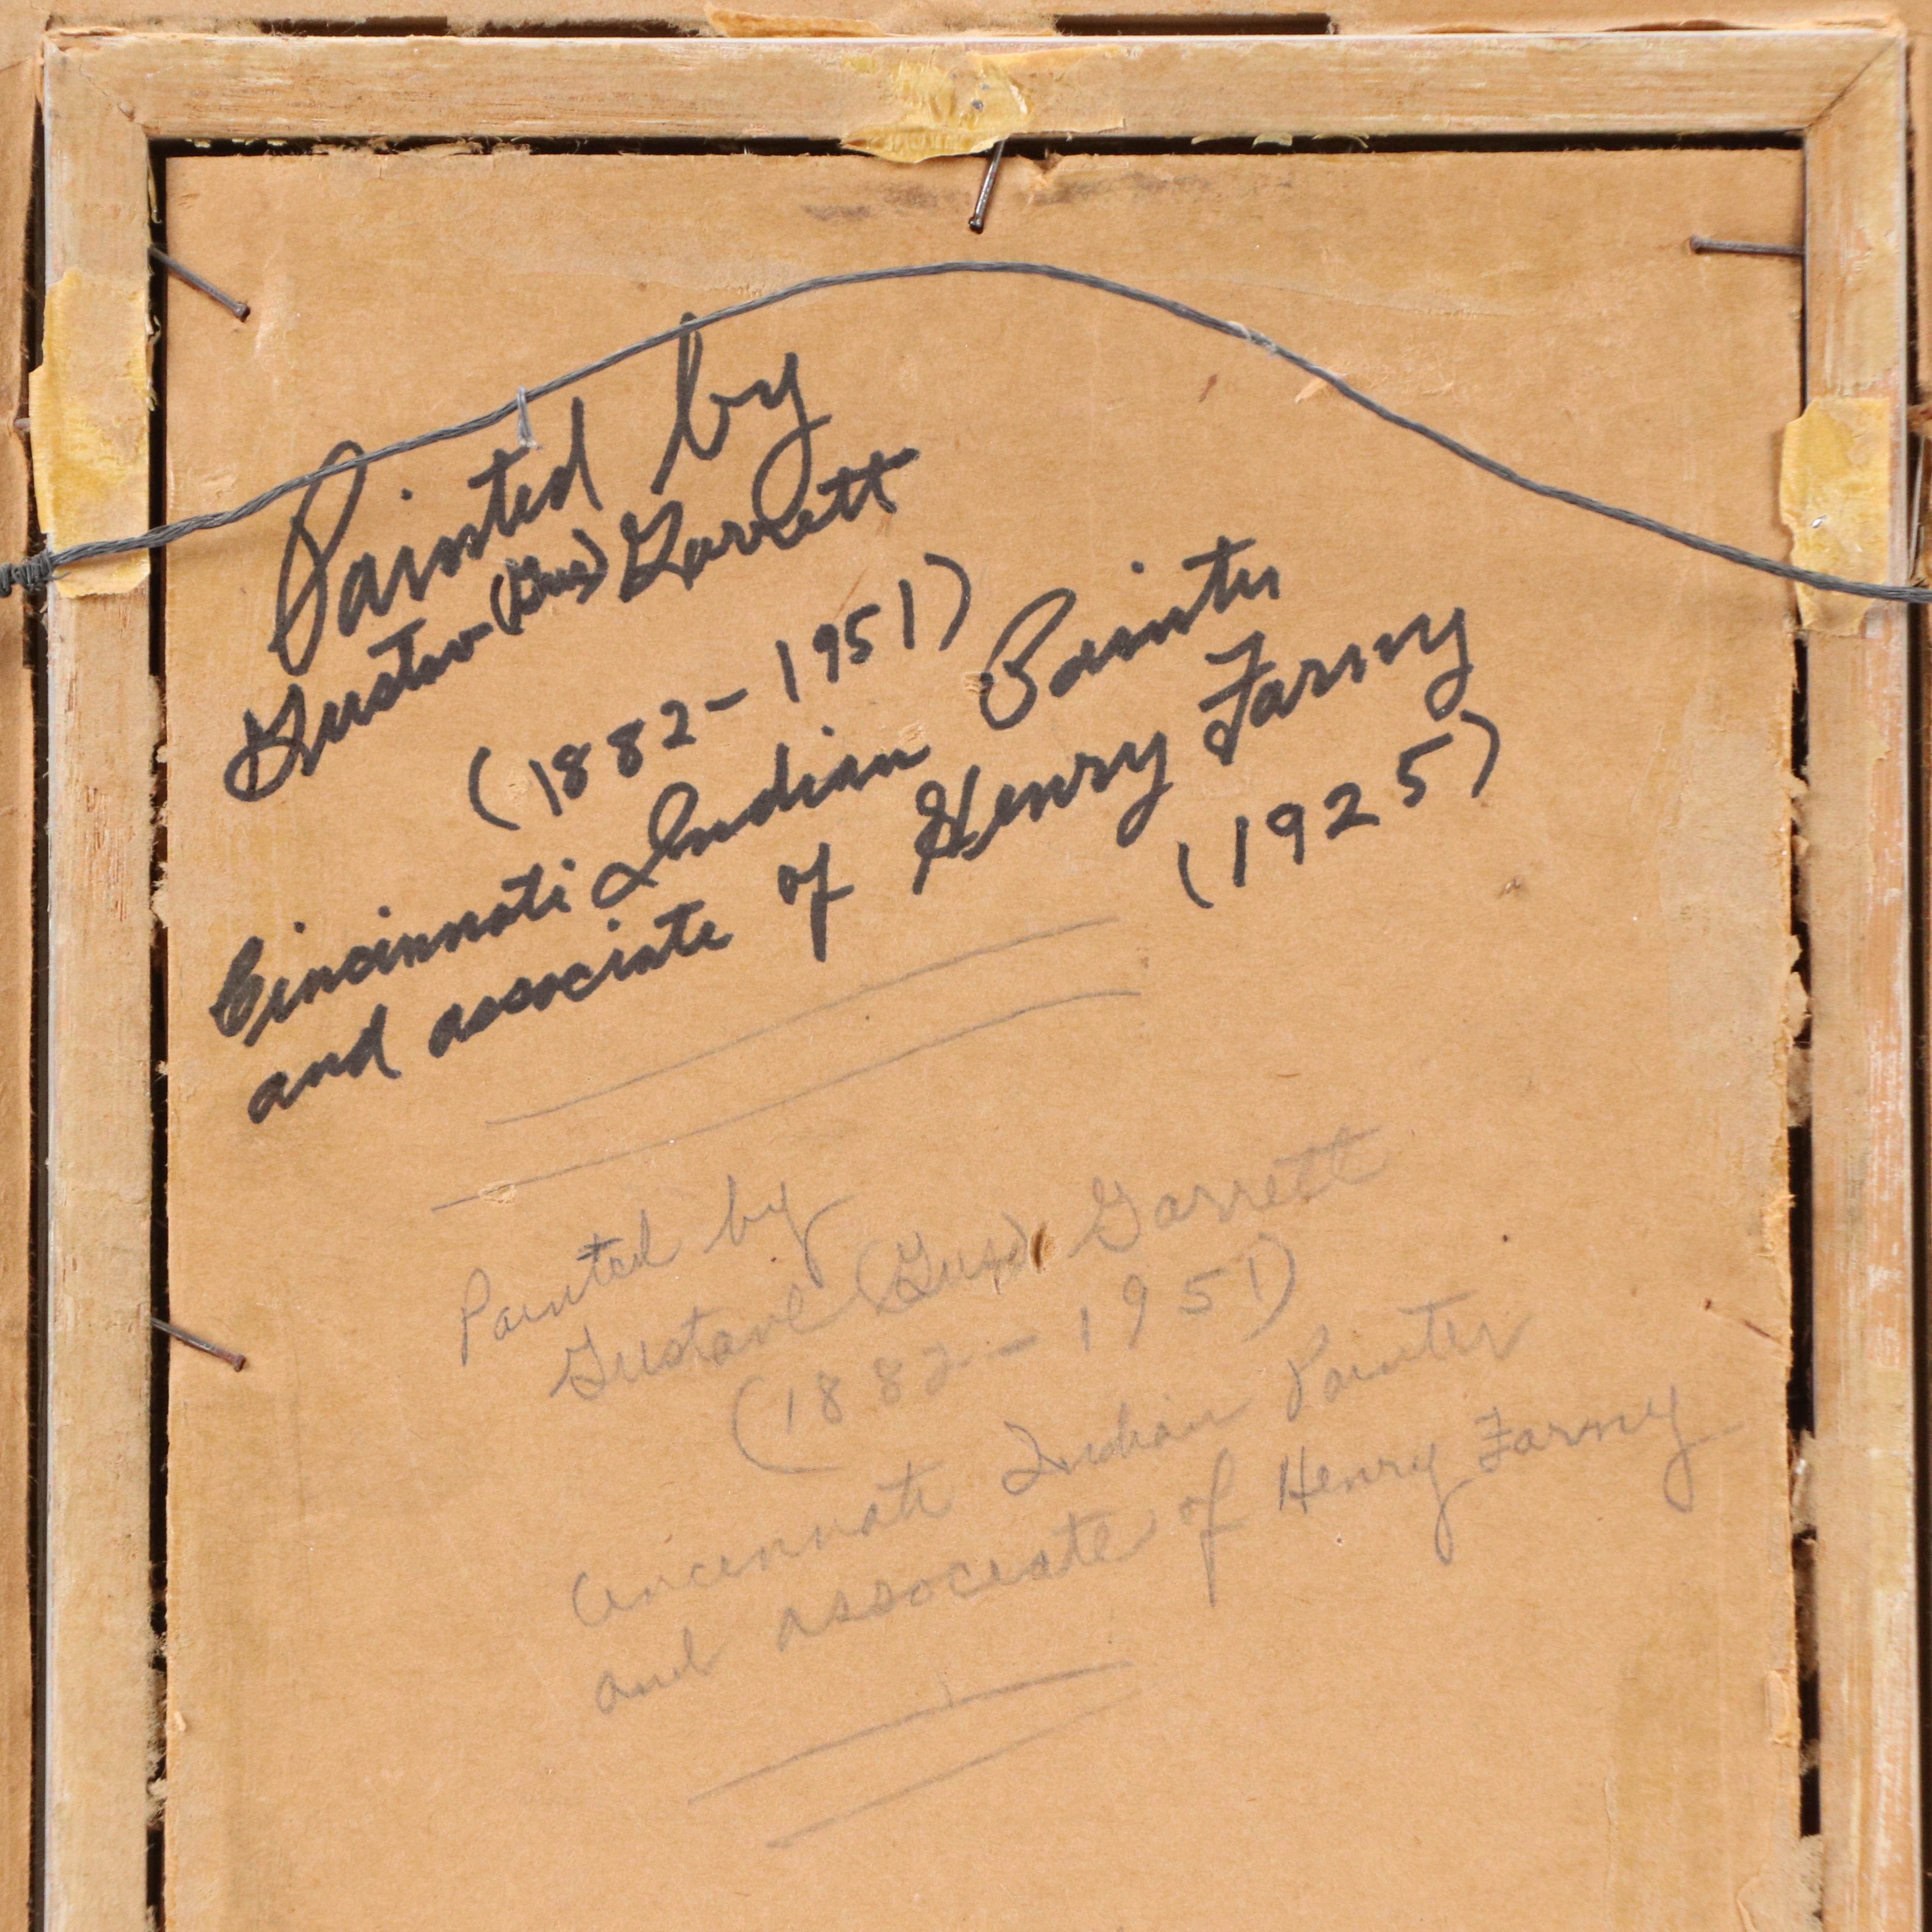 Painted by
Gustav (Gus) Garrett
(1882-1951)
Cincinnati Indian Painter
and associate of Henry Farny
(1925)
Painted by
Gustave (Gus) Garrett
(1882-1951)
Cincinnati Indian Painter
and associate of Henry Farny